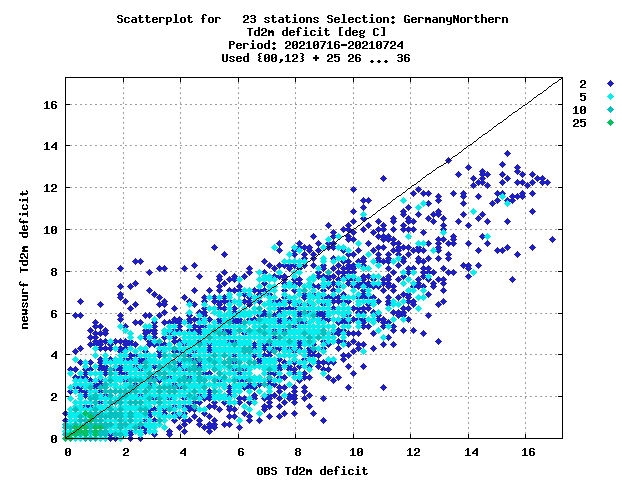 Scatterplot for   23 stations Selection: GermanyNorthern
Td2m deficit [deg C]
Period: 20210716-20210724
Used {00,12} + 25 26 ... 36
2
5
10
25
16
14
12
10
8
6
4
2
0
newsurf Td2m deficit
0 2 4 6 8 10 12 14 16
OBS Td2m deficit